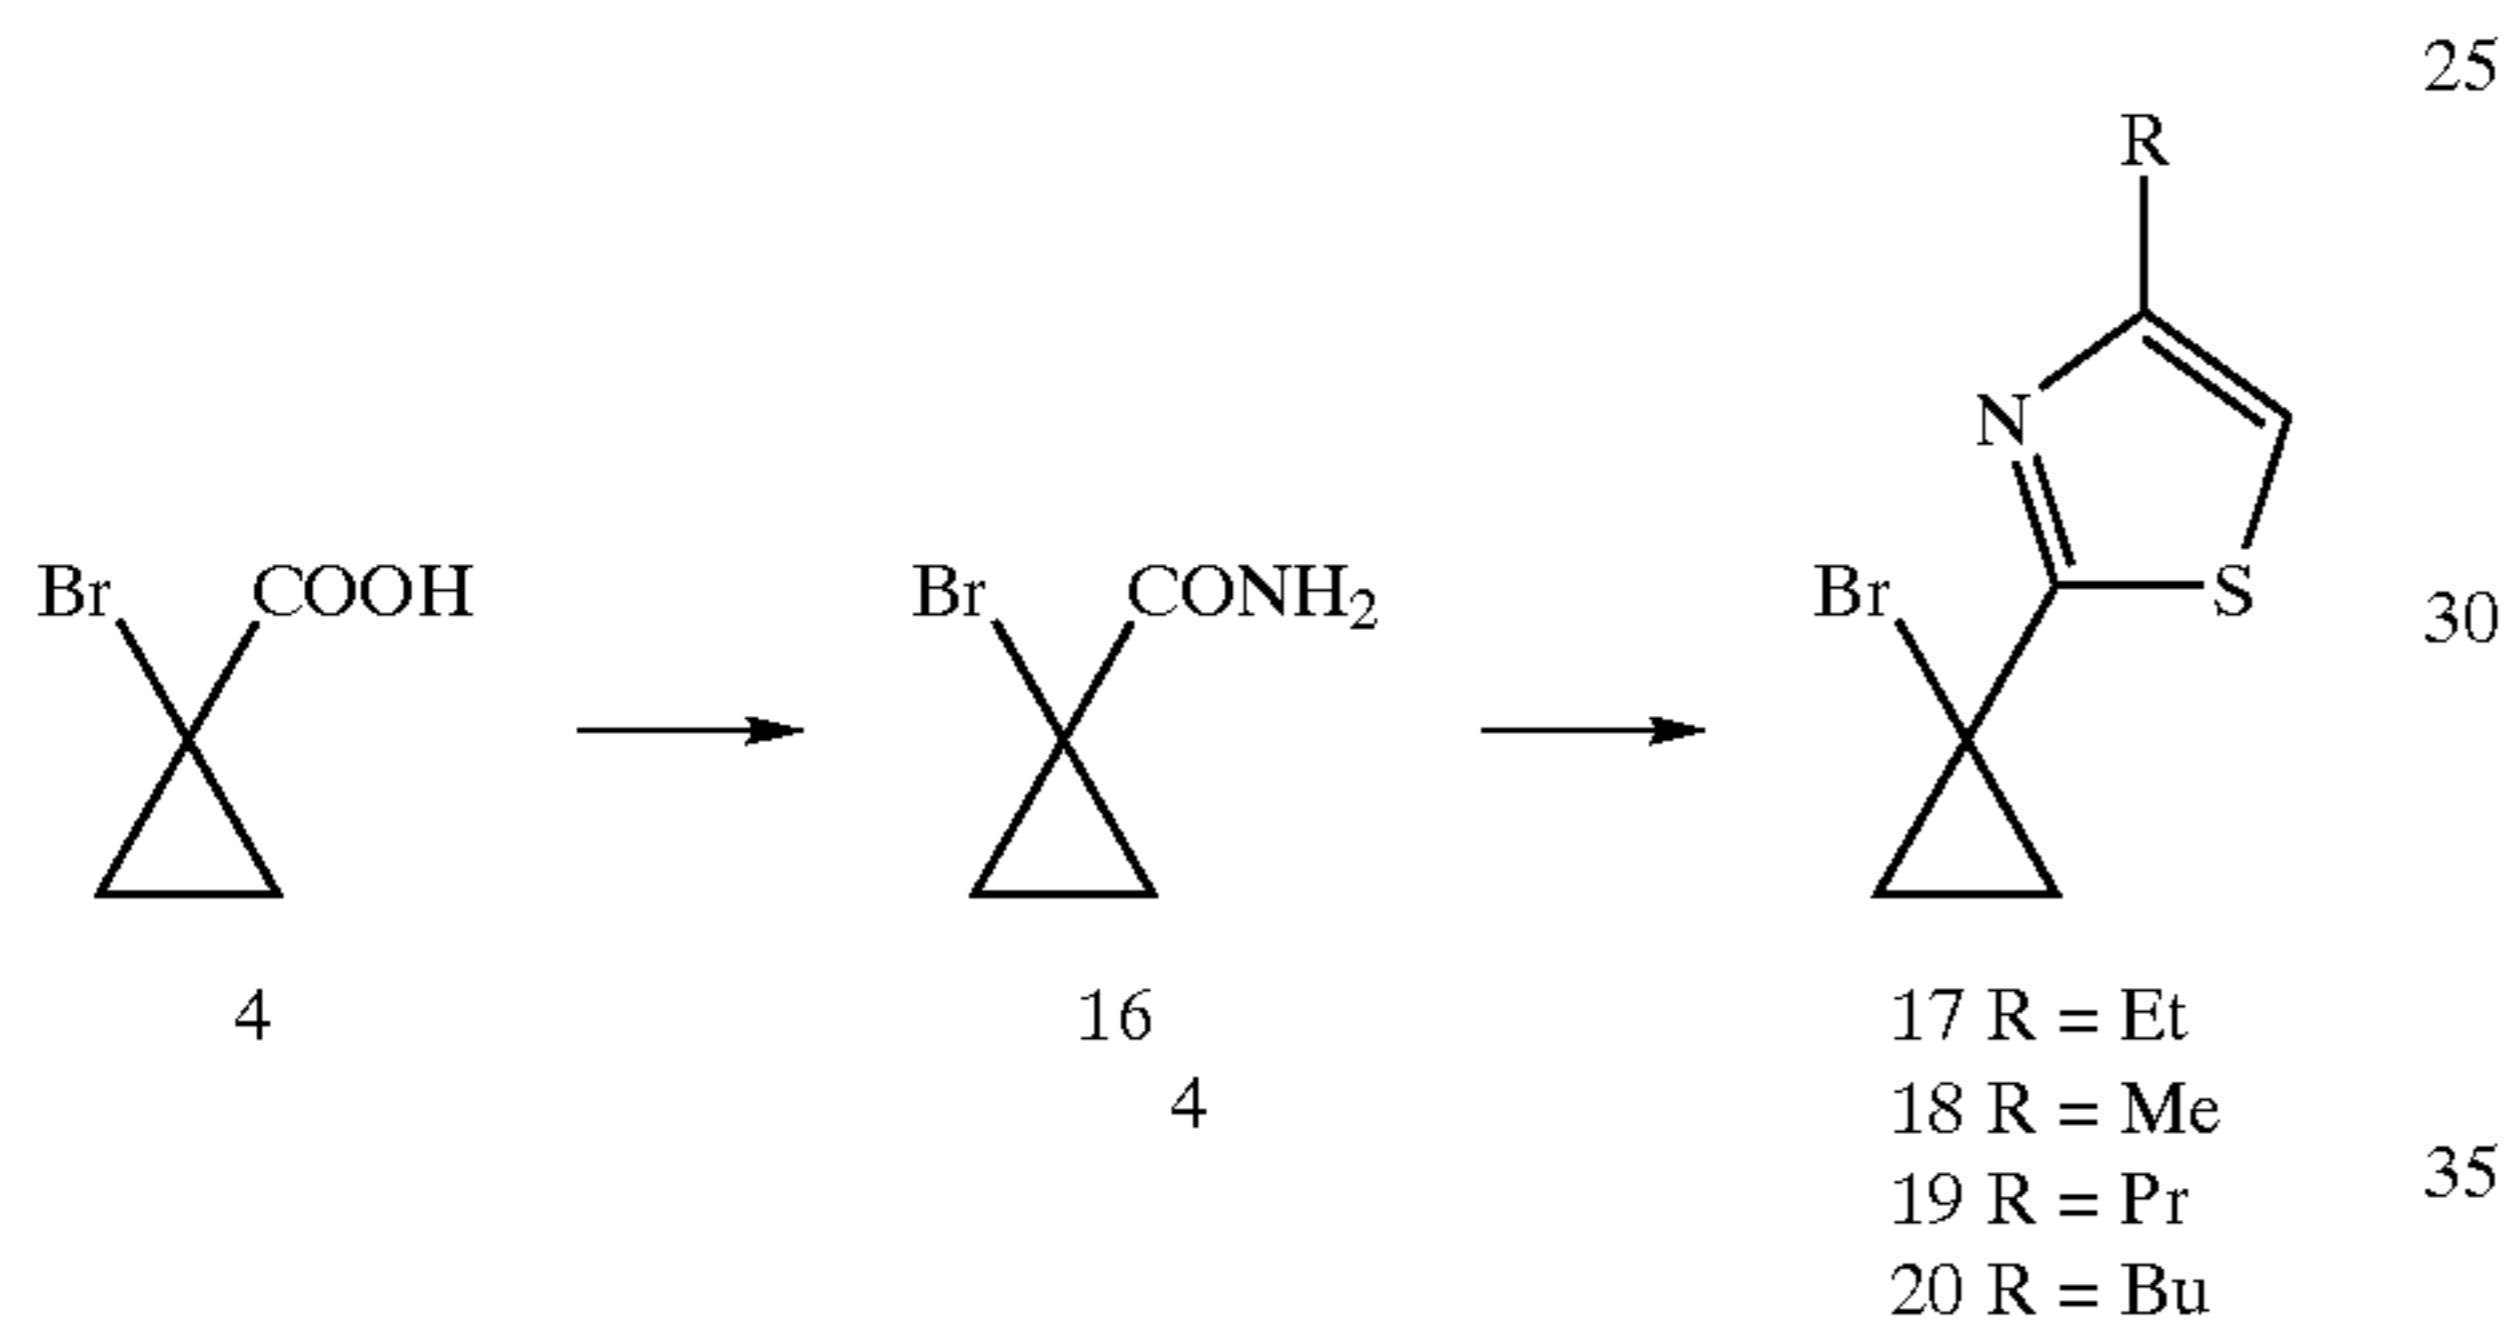 25
R
N
Br COOH Br CONH₂ Br S 30
4 16 17 R = Et
4 18 R = Me
19 R = Pr 35
20 R = Bu